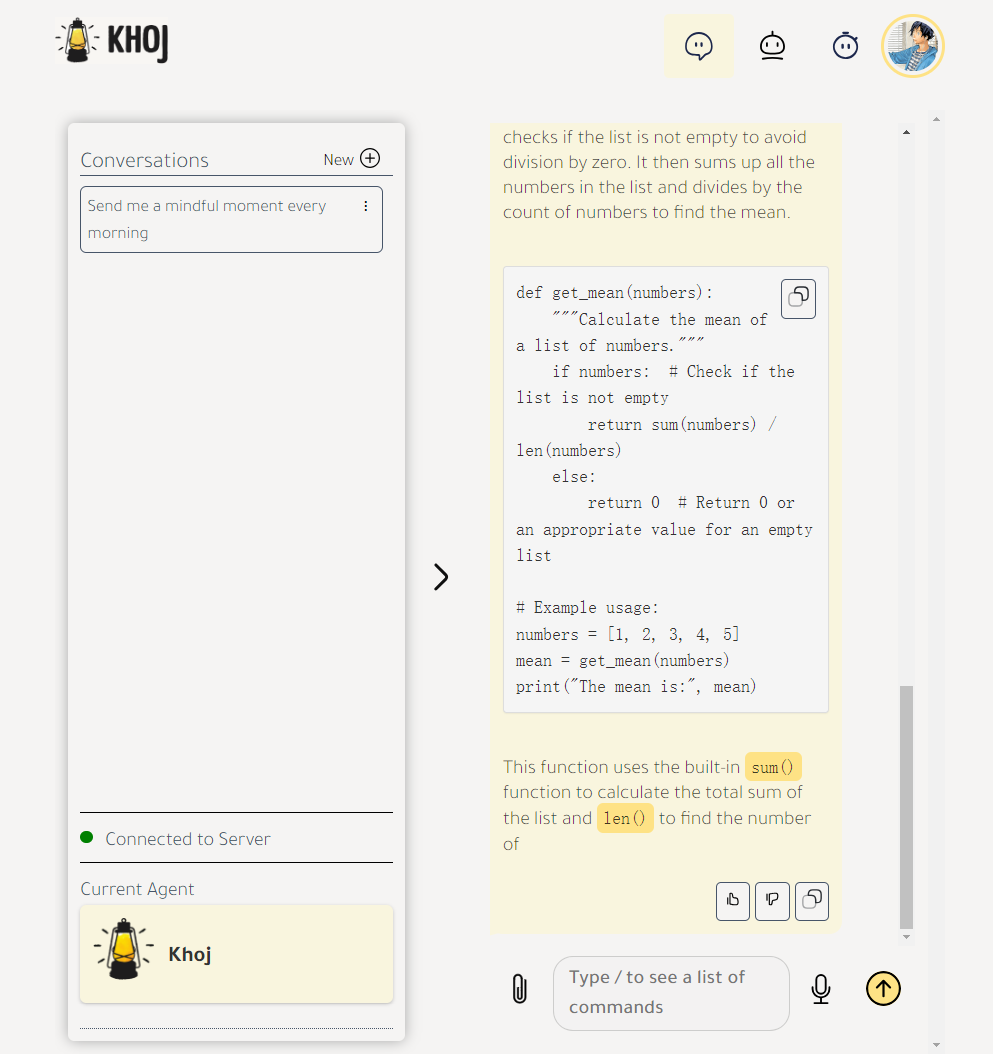 KHOJ
Conversations
New
Send me a mindful moment every
morning
Connected to Server
Current Agent
Khoj
checks if the list is not empty to avoid
division by zero. It then sums up all the
numbers in the list and divides by the
count of numbers to find the mean.
def get_mean(numbers):
    """Calculate the mean of
a list of numbers."""
    if numbers:  # Check if the
list is not empty
        return sum(numbers) /
len(numbers)
    else:
        return 0  # Return 0 or
an appropriate value for an empty
list
# Example usage:
numbers = [1, 2, 3, 4, 5]
mean = get_mean(numbers)
print("The mean is:", mean)
This function uses the built-in sum()
function to calculate the total sum of
the list and len() to find the number
of
Type / to see a list of
commands